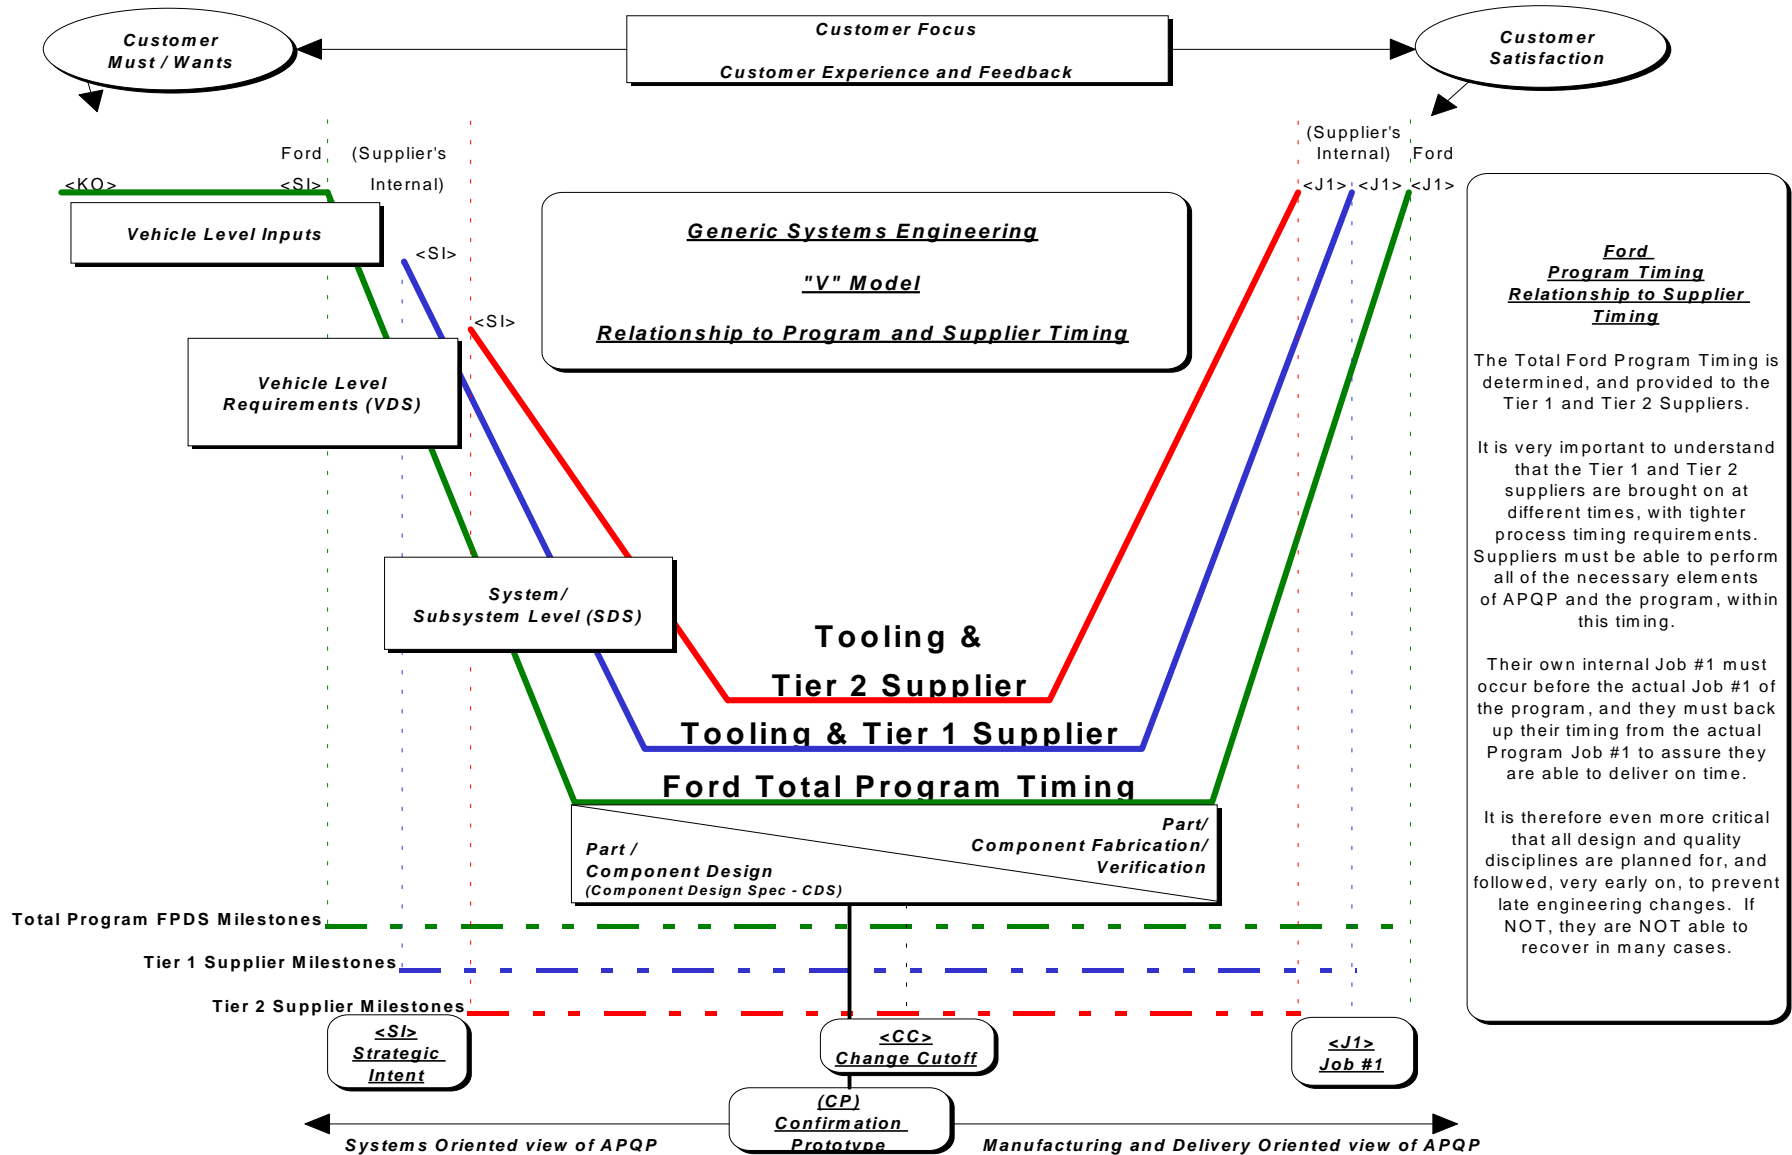 Customer
Must / Wants
Customer Focus
Customer Experience and Feedback
Customer
Satisfaction
Ford
(Supplier's
Internal)
<KO>
<SI>
<SI>
<SI>
(Supplier's
Internal)
Ford
<J1>
<J1>
<J1>
Vehicle Level Inputs
Vehicle Level
Requirements (VDS)
System/
Subsystem Level (SDS)
Generic Systems Engineering
"V" Model
Relationship to Program and Supplier Timing
Tooling &
Tier 2 Supplier
Tooling & Tier 1 Supplier
Ford Total Program Timing
Part /
Component Design
(Component Design Spec - CDS)
Part/
Component Fabrication/
Verification
Ford
Program Timing
Relationship to Supplier
Timing
The Total Ford Program Timing is
determined, and provided to the
Tier 1 and Tier 2 Suppliers.
It is very important to understand
that the Tier 1 and Tier 2
suppliers are brought on at
different times, with tighter
process timing requirements.
Suppliers must be able to perform
all of the necessary elements
of APQP and the program, within
this timing.
Their own internal Job #1 must
occur before the actual Job #1 of
the program, and they must back
up their timing from the actual
Program Job #1 to assure they
are able to deliver on time.
It is therefore even more critical
that all design and quality
disciplines are planned for, and
followed, very early on, to prevent
late engineering changes.  If
NOT, they are NOT able to
recover in many cases.
Total Program FPDS Milestones
Tier 1 Supplier Milestones
Tier 2 Supplier Milestones
<SI>
Strategic
Intent
<CC>
Change Cutoff
<J1>
Job #1
(CP)
Confirmation
Prototype
Systems Oriented view of APQP
Manufacturing and Delivery Oriented view of APQP